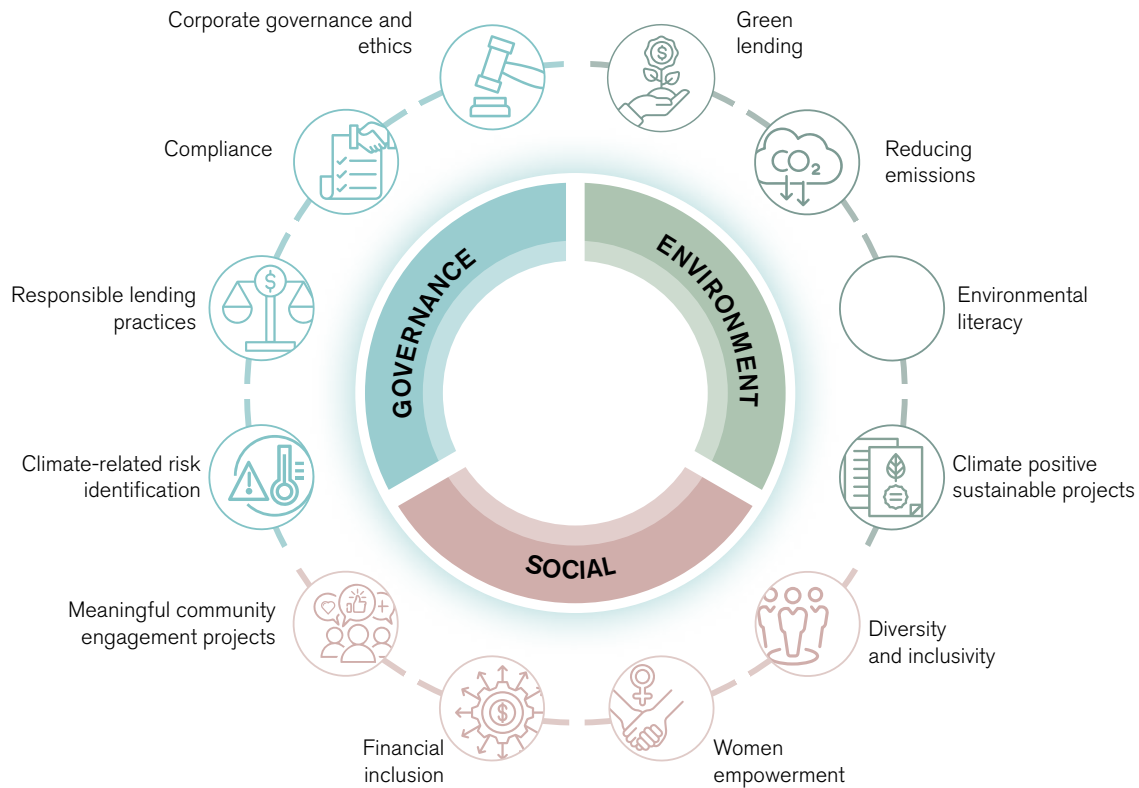 Corporate governance and
ethics
Green
lending
$
Compliance
CO₂
Reducing
emissions
Responsible lending
practices
$
GOVERNANCE
ENVIRONMENT
Environmental
literacy
Climate-related risk
identification
Climate positive
sustainable projects
SOCIAL
Meaningful community
engagement projects
Diversity
and inclusivity
Financial
inclusion
$
Women
empowerment